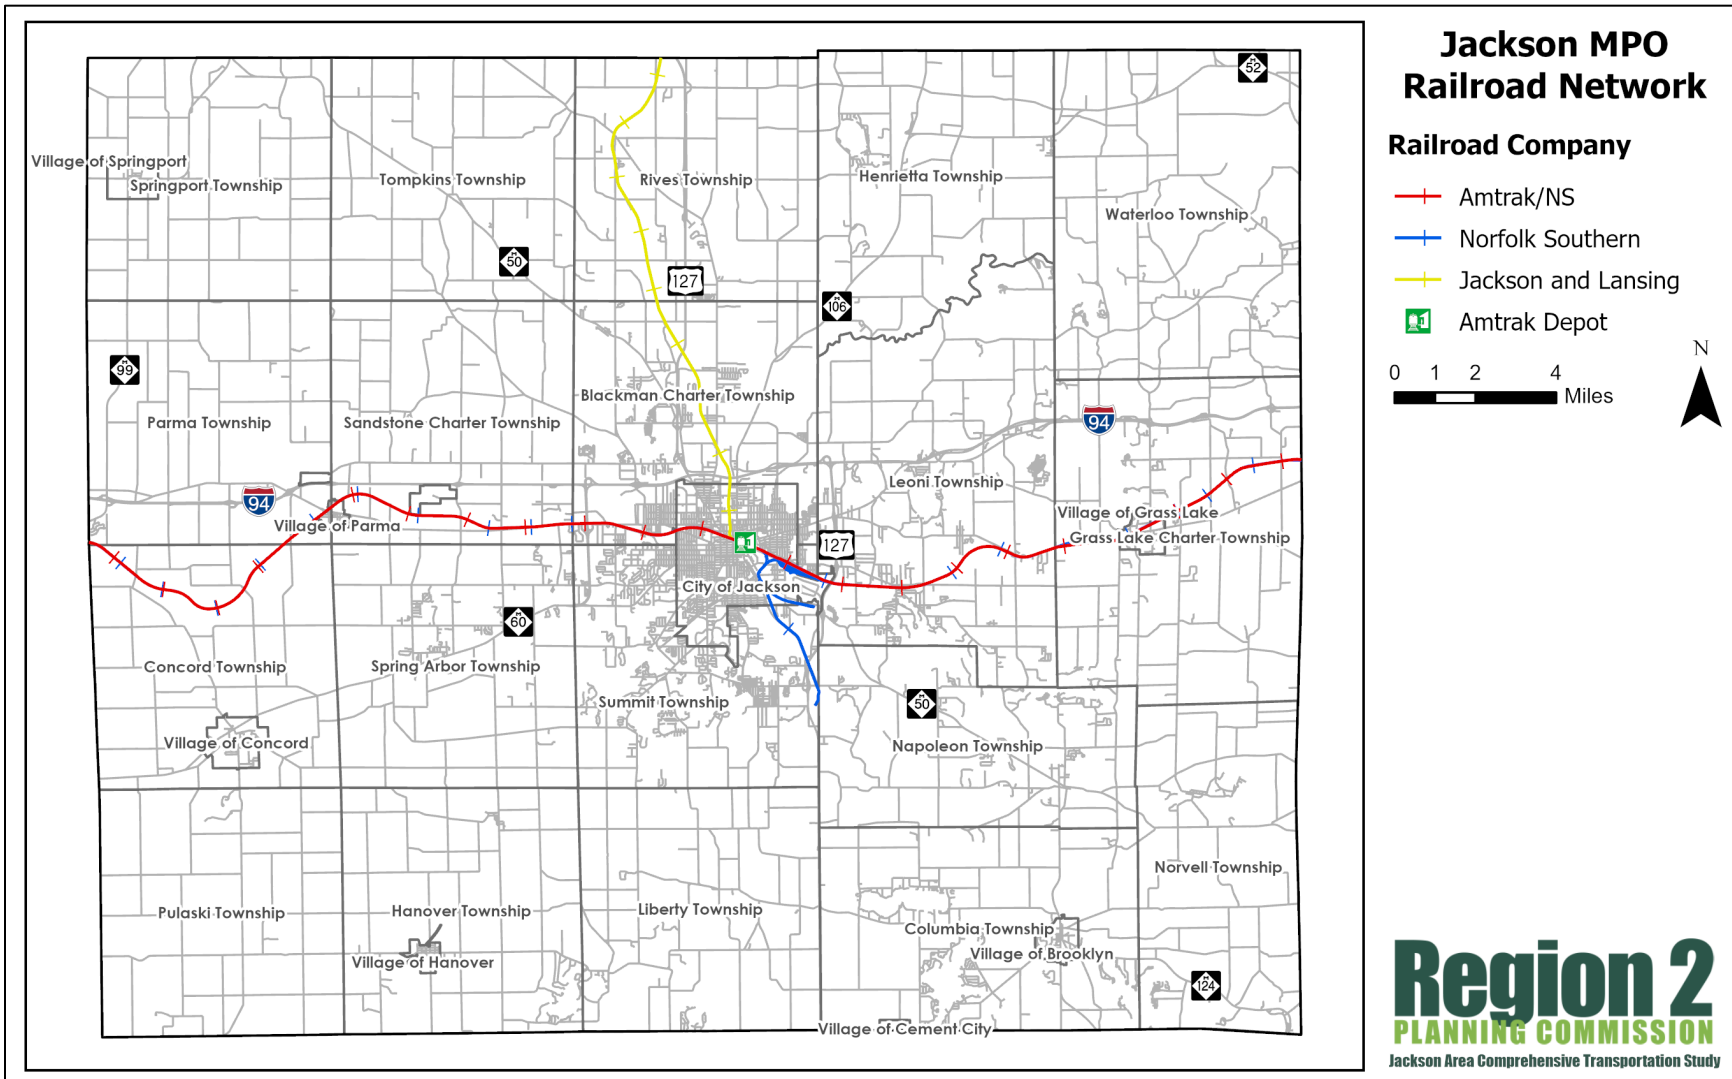 Jackson MPO
Railroad Network
Railroad Company
Amtrak/NS
Norfolk Southern
Jackson and Lansing
Amtrak Depot
0 1 2 4
Miles
N
M
52
Village of Springport
Springport Township
Tompkins Township
Rives Township
Henrietta Township
Waterloo Township
M
50
127
M
106
M
99
Blackman Charter Township
Parma Township
Sandstone Charter Township
94
Leoni Township
94
Village of Parma
Village of Grass Lake
Grass Lake Charter Township
127
City of Jackson
M
60
Concord Township
Spring Arbor Township
Summit Township
M
50
Village of Concord
Napoleon Township
Norvell Township
Pulaski Township
Hanover Township
Liberty Township
Columbia Township
Village of Brooklyn
Village of Hanover
M
124
Village of Cement City
Region 2
PLANNING COMMISSION
Jackson Area Comprehensive Transportation Study